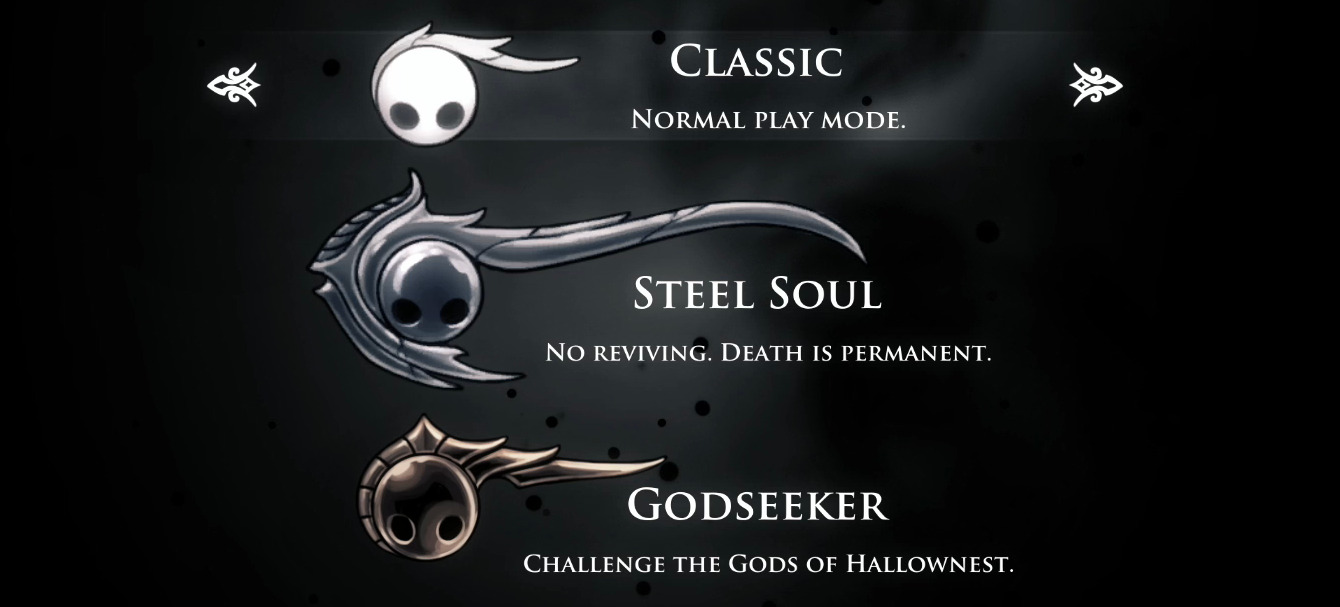 Classic
Normal play mode.
Steel Soul
No reviving. Death is permanent.
Godseeker
Challenge the Gods of Hallownest.